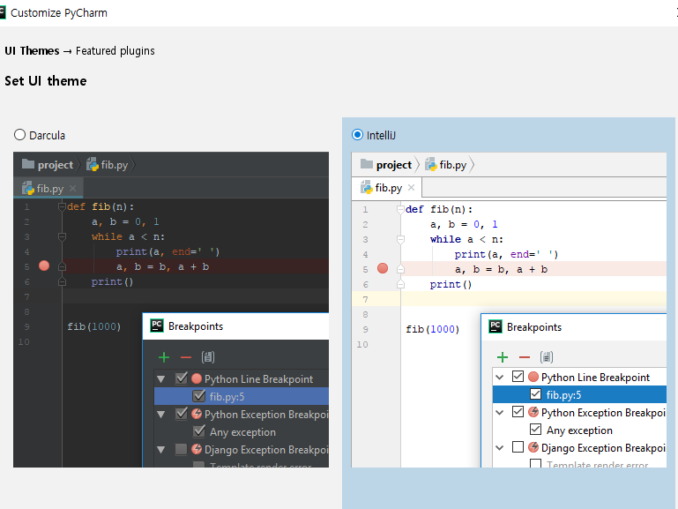 Customize PyCharm
UI Themes → Featured plugins
Set UI theme
Darcula
project fib.py
fib.py ×
1 def fib(n):
2 a, b = 0, 1
3 while a < n:
4 print(a, end=' ')
5 a, b = b, a + b
6 print()
7
8
9 fib(1000)
10
PC Breakpoints
Python Line Breakpoint
fib.py:5
Python Exception Breakpoi
Any exception
Django Exception Breakpoi
Template render error
IntelliJ
project fib.py
fib.py ×
1 def fib(n):
2 a, b = 0, 1
3 while a < n:
4 print(a, end=' ')
5 a, b = b, a + b
6 print()
7
8
9 fib(1000)
10
PC Breakpoints
Python Line Breakpoint
fib.py:5
Python Exception Breakpoi
Any exception
Django Exception Breakpoi
Template render error